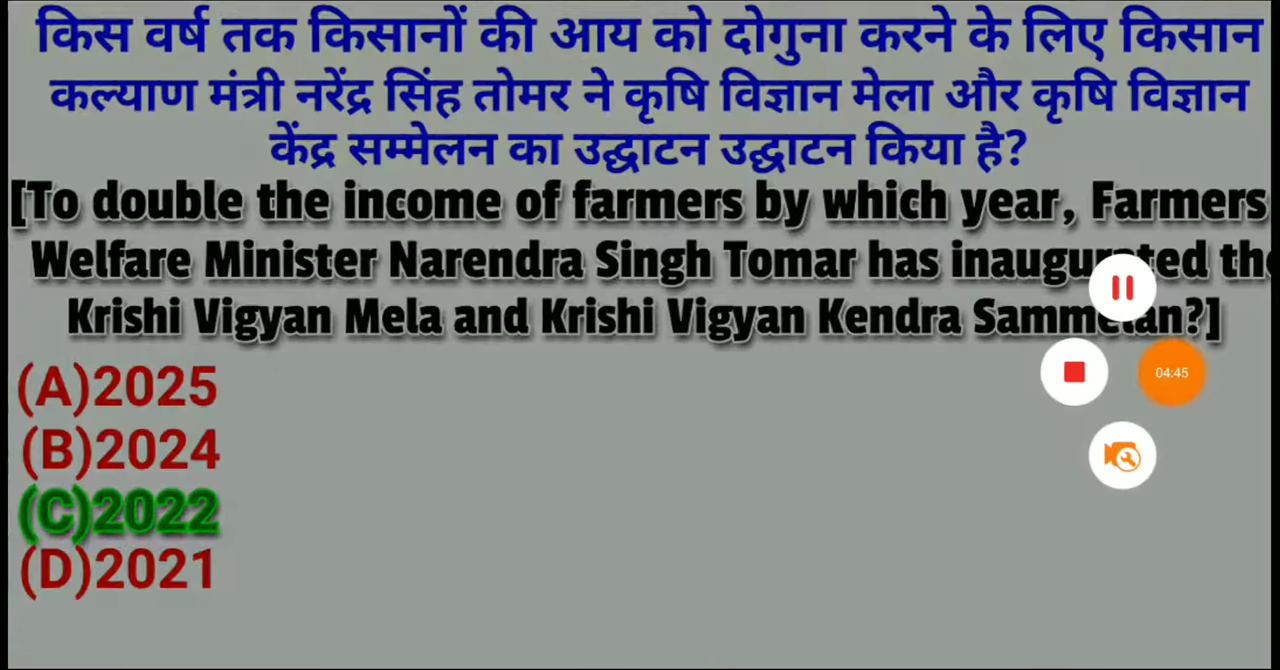 किस वर्ष तक किसानों की आय को दोगुना करने के लिए किसान
कल्याण मंत्री नरेंद्र सिंह तोमर ने कृषि विज्ञान मेला और कृषि विज्ञान
केंद्र सम्मेलन का उद्घाटन उद्घाटन किया है?
[To double the income of farmers by which year, Farmers
Welfare Minister Narendra Singh Tomar has inaugurated the
Krishi Vigyan Mela and Krishi Vigyan Kendra Sammelan?]
(A)2025
(B)2024
(C)2022
(D)2021
04:45